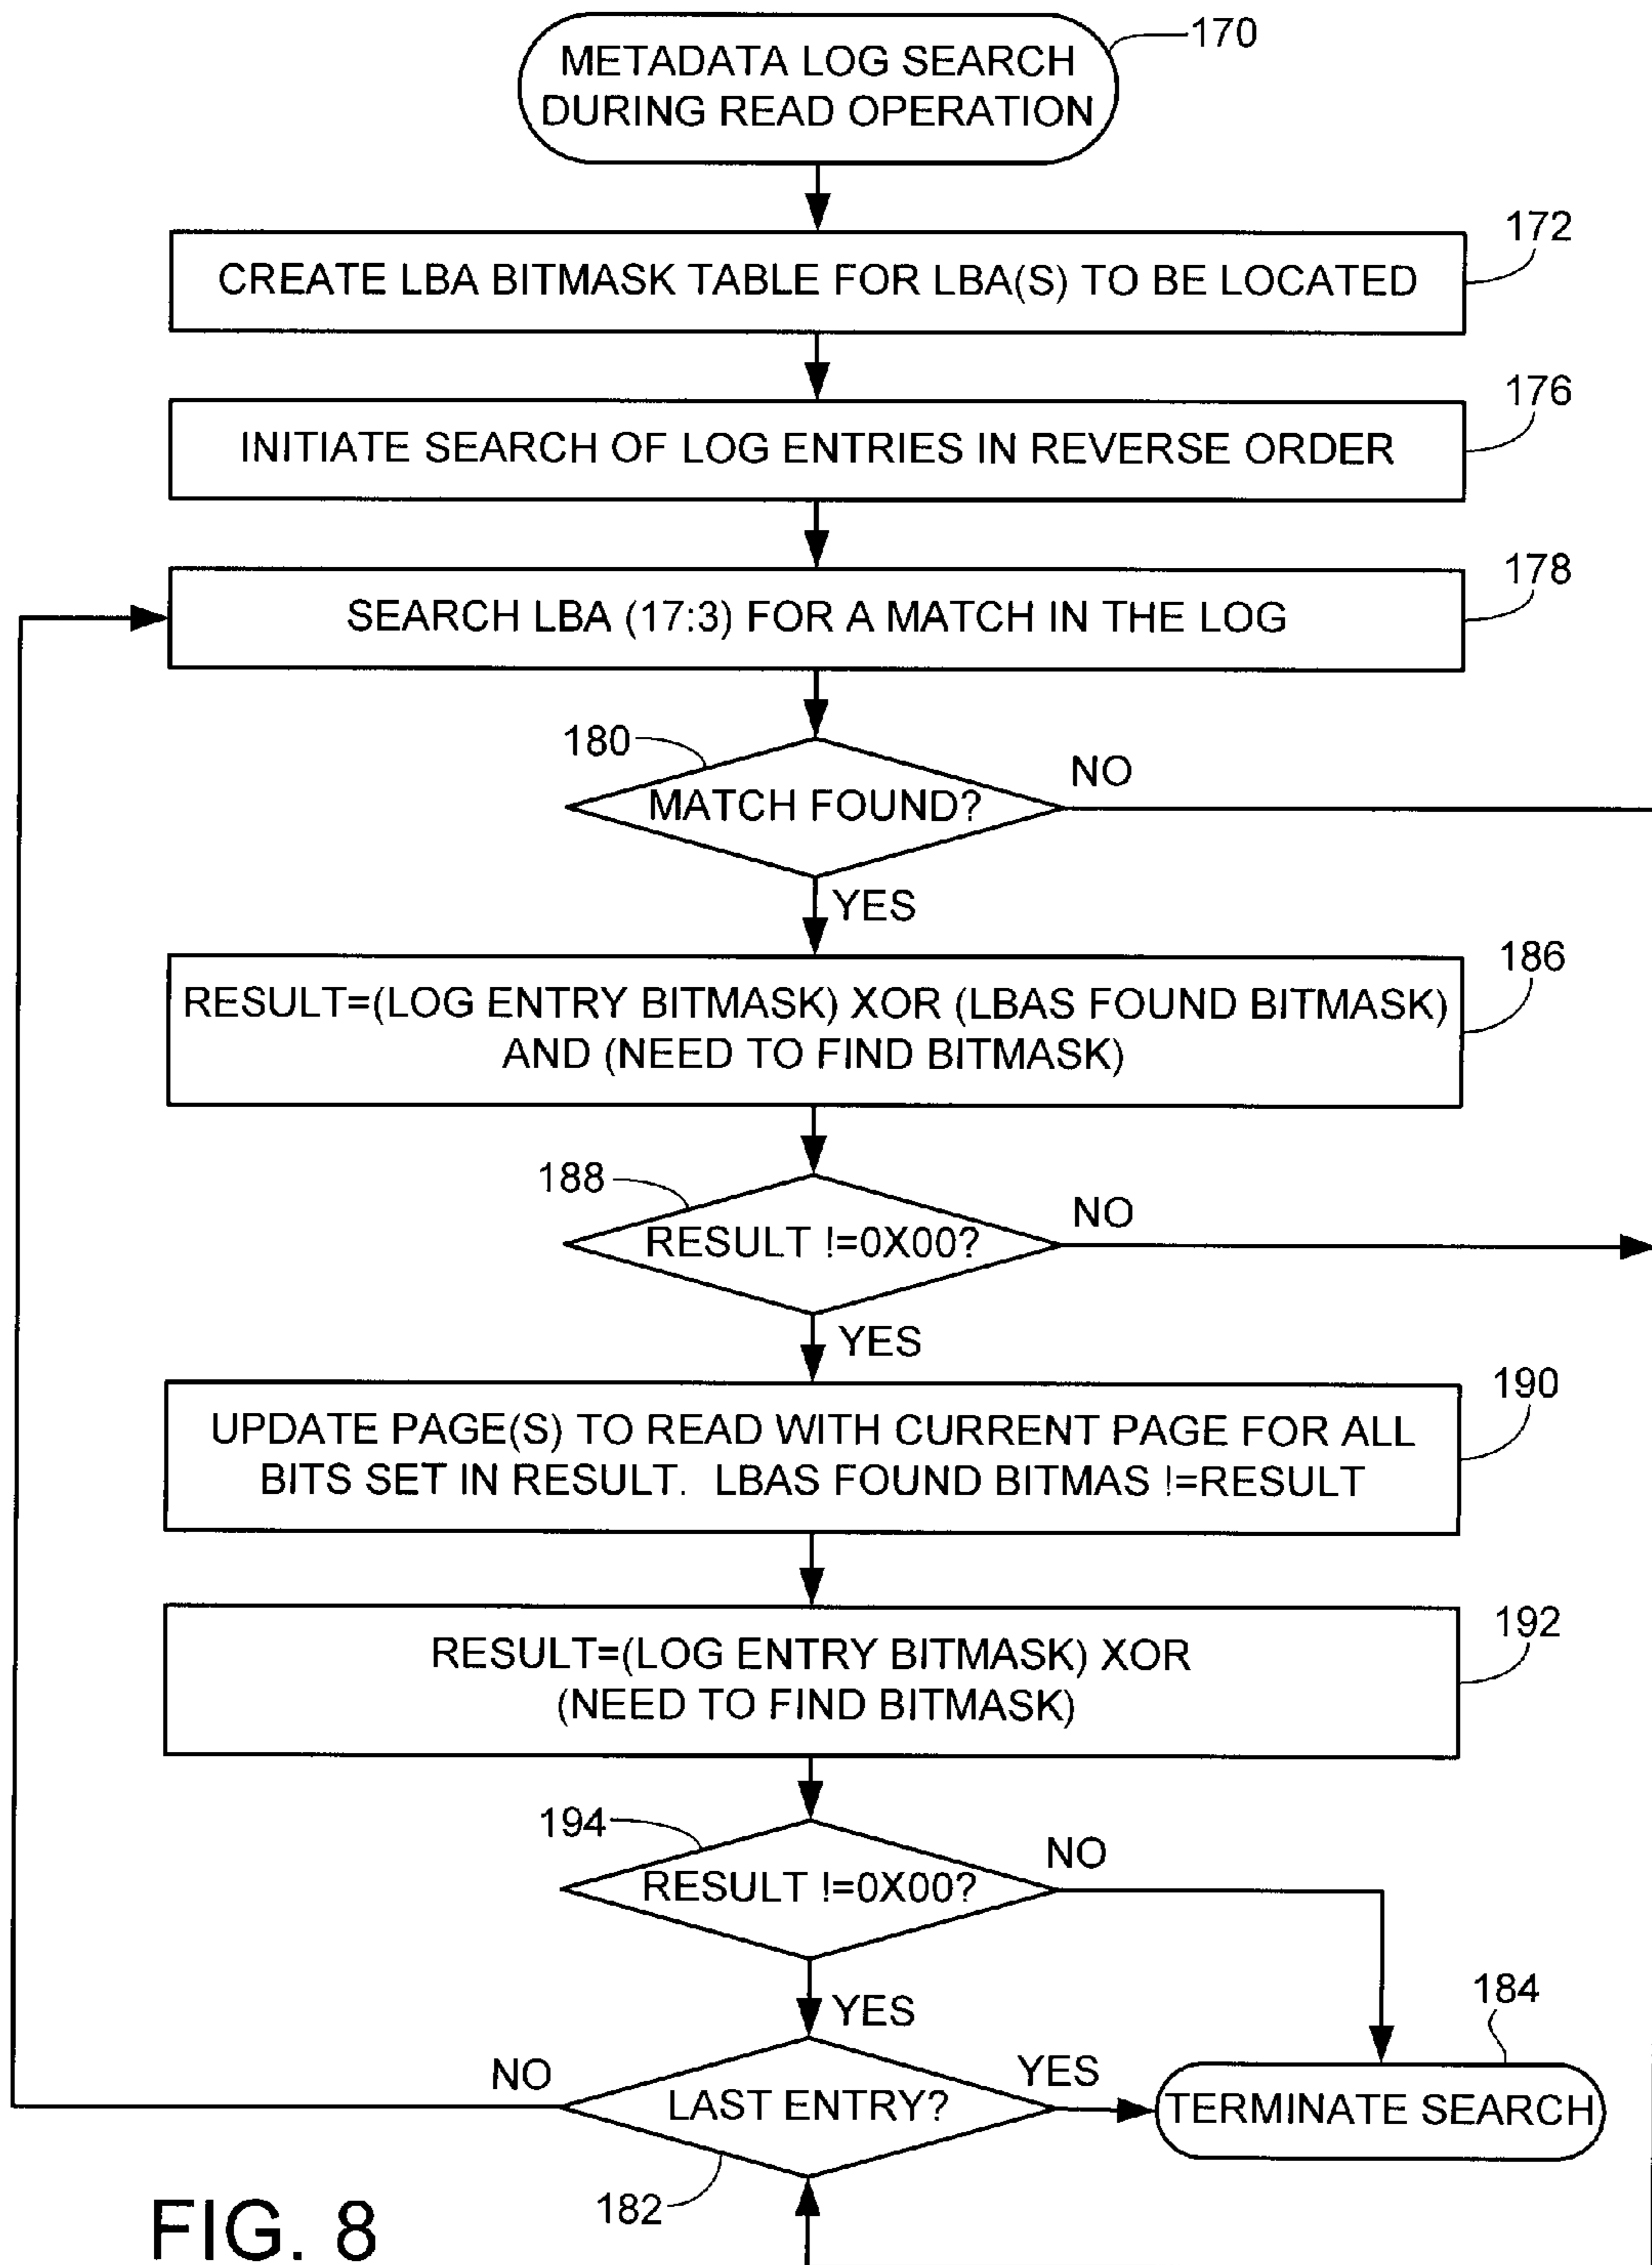 METADATA LOG SEARCH
DURING READ OPERATION
170
CREATE LBA BITMASK TABLE FOR LBA(S) TO BE LOCATED
172
INITIATE SEARCH OF LOG ENTRIES IN REVERSE ORDER
176
SEARCH LBA (17:3) FOR A MATCH IN THE LOG
178
180
MATCH FOUND?
NO
YES
RESULT=(LOG ENTRY BITMASK) XOR (LBAS FOUND BITMASK)
AND (NEED TO FIND BITMASK)
186
188
RESULT !=0X00?
NO
YES
UPDATE PAGE(S) TO READ WITH CURRENT PAGE FOR ALL
BITS SET IN RESULT. LBAS FOUND BITMAS !=RESULT
190
RESULT=(LOG ENTRY BITMASK) XOR
(NEED TO FIND BITMASK)
192
194
RESULT !=0X00?
NO
YES
184
NO
LAST ENTRY?
YES
TERMINATE SEARCH
182
FIG. 8